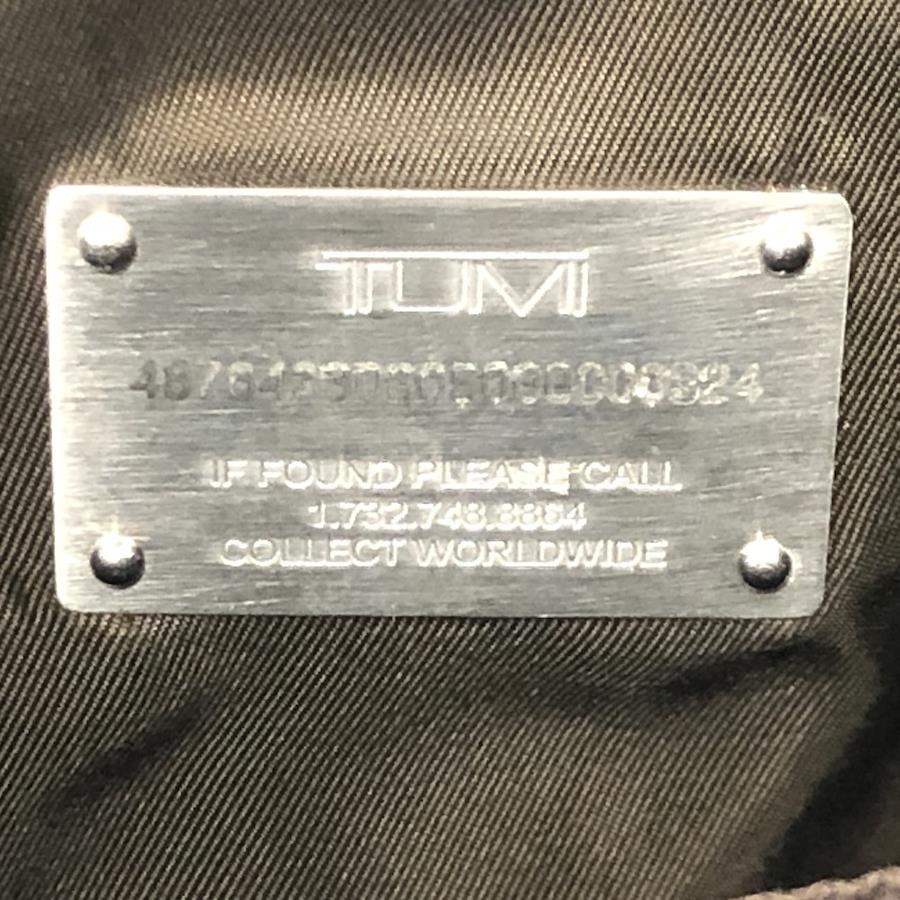 TUMI
IF FOUND PLEASE CALL
1.732.748.8884
COLLECT WORLDWIDE